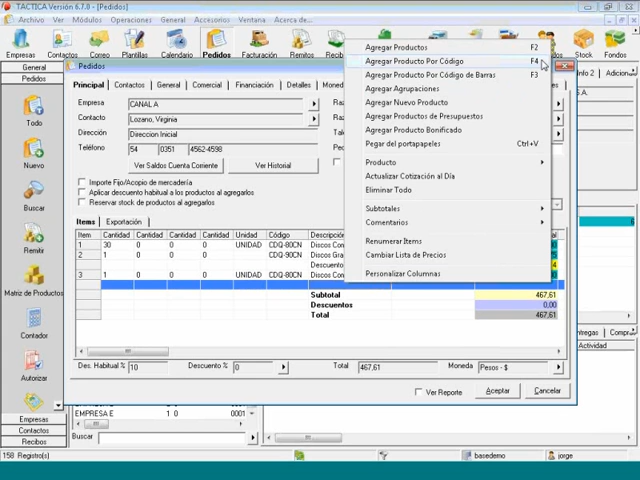 TACTICA Versión 6.7.0 - [Pedidos]
Archivo Ver Módulos Operaciones General Accesorios Ventana Acerca de...
Empresas Contactos Correo Plantillas Calendario Pedidos Facturas Remitos Stock
General
Pedidos
Todo
Nuevo
Buscar
Remitir
Matriz de Productos
Contador
Autorizar
Empresas
Contactos
Recibos
Pedidos
Principal Contactos General Comercial Financiación Detalles
Empresa CANAL A
Contacto Lozano, Virginia
Dirección Direccion Inicial
Teléfono 54 0351 4562-4598
Ver Saldos Cuenta Corriente Ver Historial
Importe Fijo/Acopio de mercadería
Aplicar descuento habitual a los productos al agregarlos
Reservar stock de productos al agregarlos
Items Exportación
Item Cantidad Cantidad Cantidad Cantidad Unidad Código
1 30 0 0 0 UNIDAD CDQ-80CN
2 1 0 0 0 CDQ-90CN
3 1 0 0 0 UNIDAD CDQ-80CN
Subtotal 467,61
Descuentos 0,00
Total 467,61
Des. Habitual % 10 Descuento % 0 Total 467,61 Moneda Pesos - $
Ver Reporte Aceptar Cancelar
Agregar Productos F2
Agregar Producto Por Código F4
Agregar Producto Por Código de Barras F3
Agregar Agrupaciones
Agregar Nuevo Producto
Agregar Productos de Presupuestos
Agregar Producto Bonificado
Pegar del portapapeles Ctrl+V
Producto
Actualizar Cotización al Día
Eliminar Todo
Subtotales
Comentarios
Renumerar Items
Cambiar Lista de Precios
Personalizar Columnas
Info 2
S.A.
6
Actividad
EMPRESA E 1 0 0001
Buscar
158 Registro(s) basedemo jorge